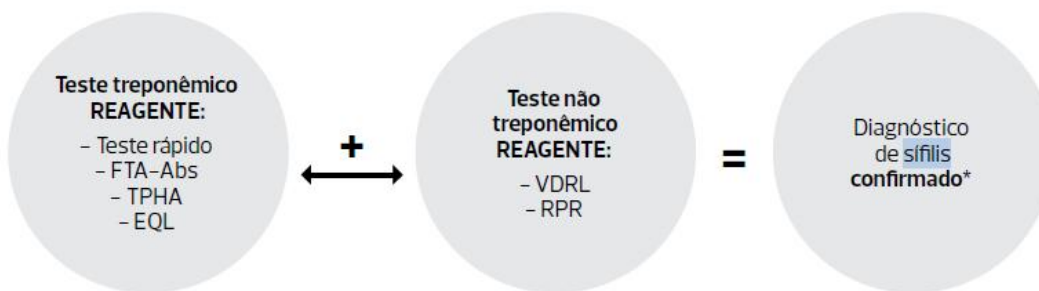 Teste treponêmico
REAGENTE:
– Teste rápido
– FTA-Abs
– TPHA
– EQL
+
Teste não
treponêmico
REAGENTE:
– VDRL
– RPR
=
Diagnóstico
de sífilis
confirmado*